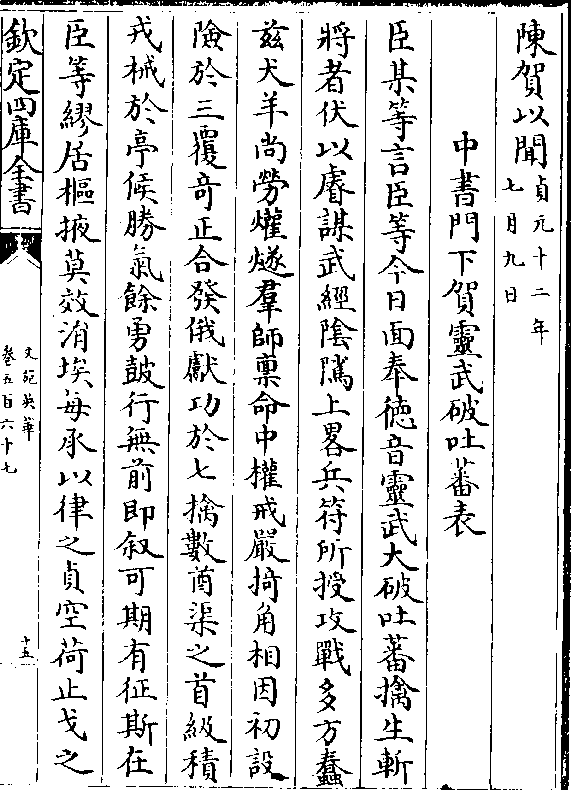 陳賀以聞貞元十二年
七月九日
中書門下賀靈武破吐蕃表
臣某等言臣等今日面奉徳音靈武大破吐蕃擒生斬
將者伏以睿謀武經陰隲上畧兵符所授攻戰多方蠢
兹犬羊尚勞爟燧羣師禀命中權戒嚴掎角相因初設
險於三覆竒正合發俄獻功於七擒數酋渠之首級積
戎械於亭候勝氣餘勇鼓行無前即叙可期有征斯在
臣等繆居樞掖莫效涓埃每承以律之貞空荷止戈之
欽定四庫全書
文苑英華
卷五百六十七
十五